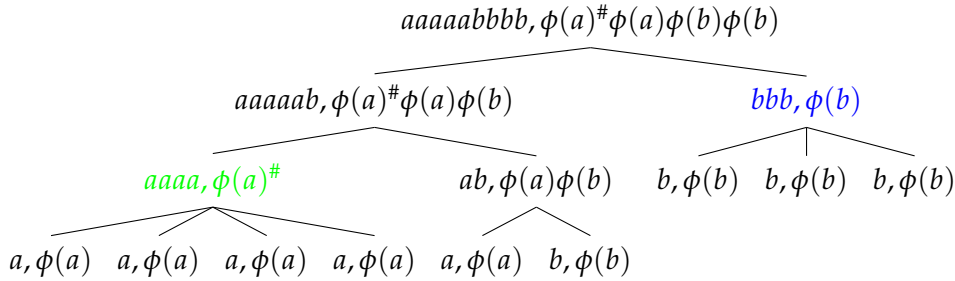 aaaaabbbb, ϕ(a)^#ϕ(a)ϕ(b)ϕ(b)
aaaaab, ϕ(a)^#ϕ(a)ϕ(b) bbb, ϕ(b)
aaaa, ϕ(a)^# ab, ϕ(a)ϕ(b) b, ϕ(b) b, ϕ(b) b, ϕ(b)
a, ϕ(a) a, ϕ(a) a, ϕ(a) a, ϕ(a) a, ϕ(a) b, ϕ(b)